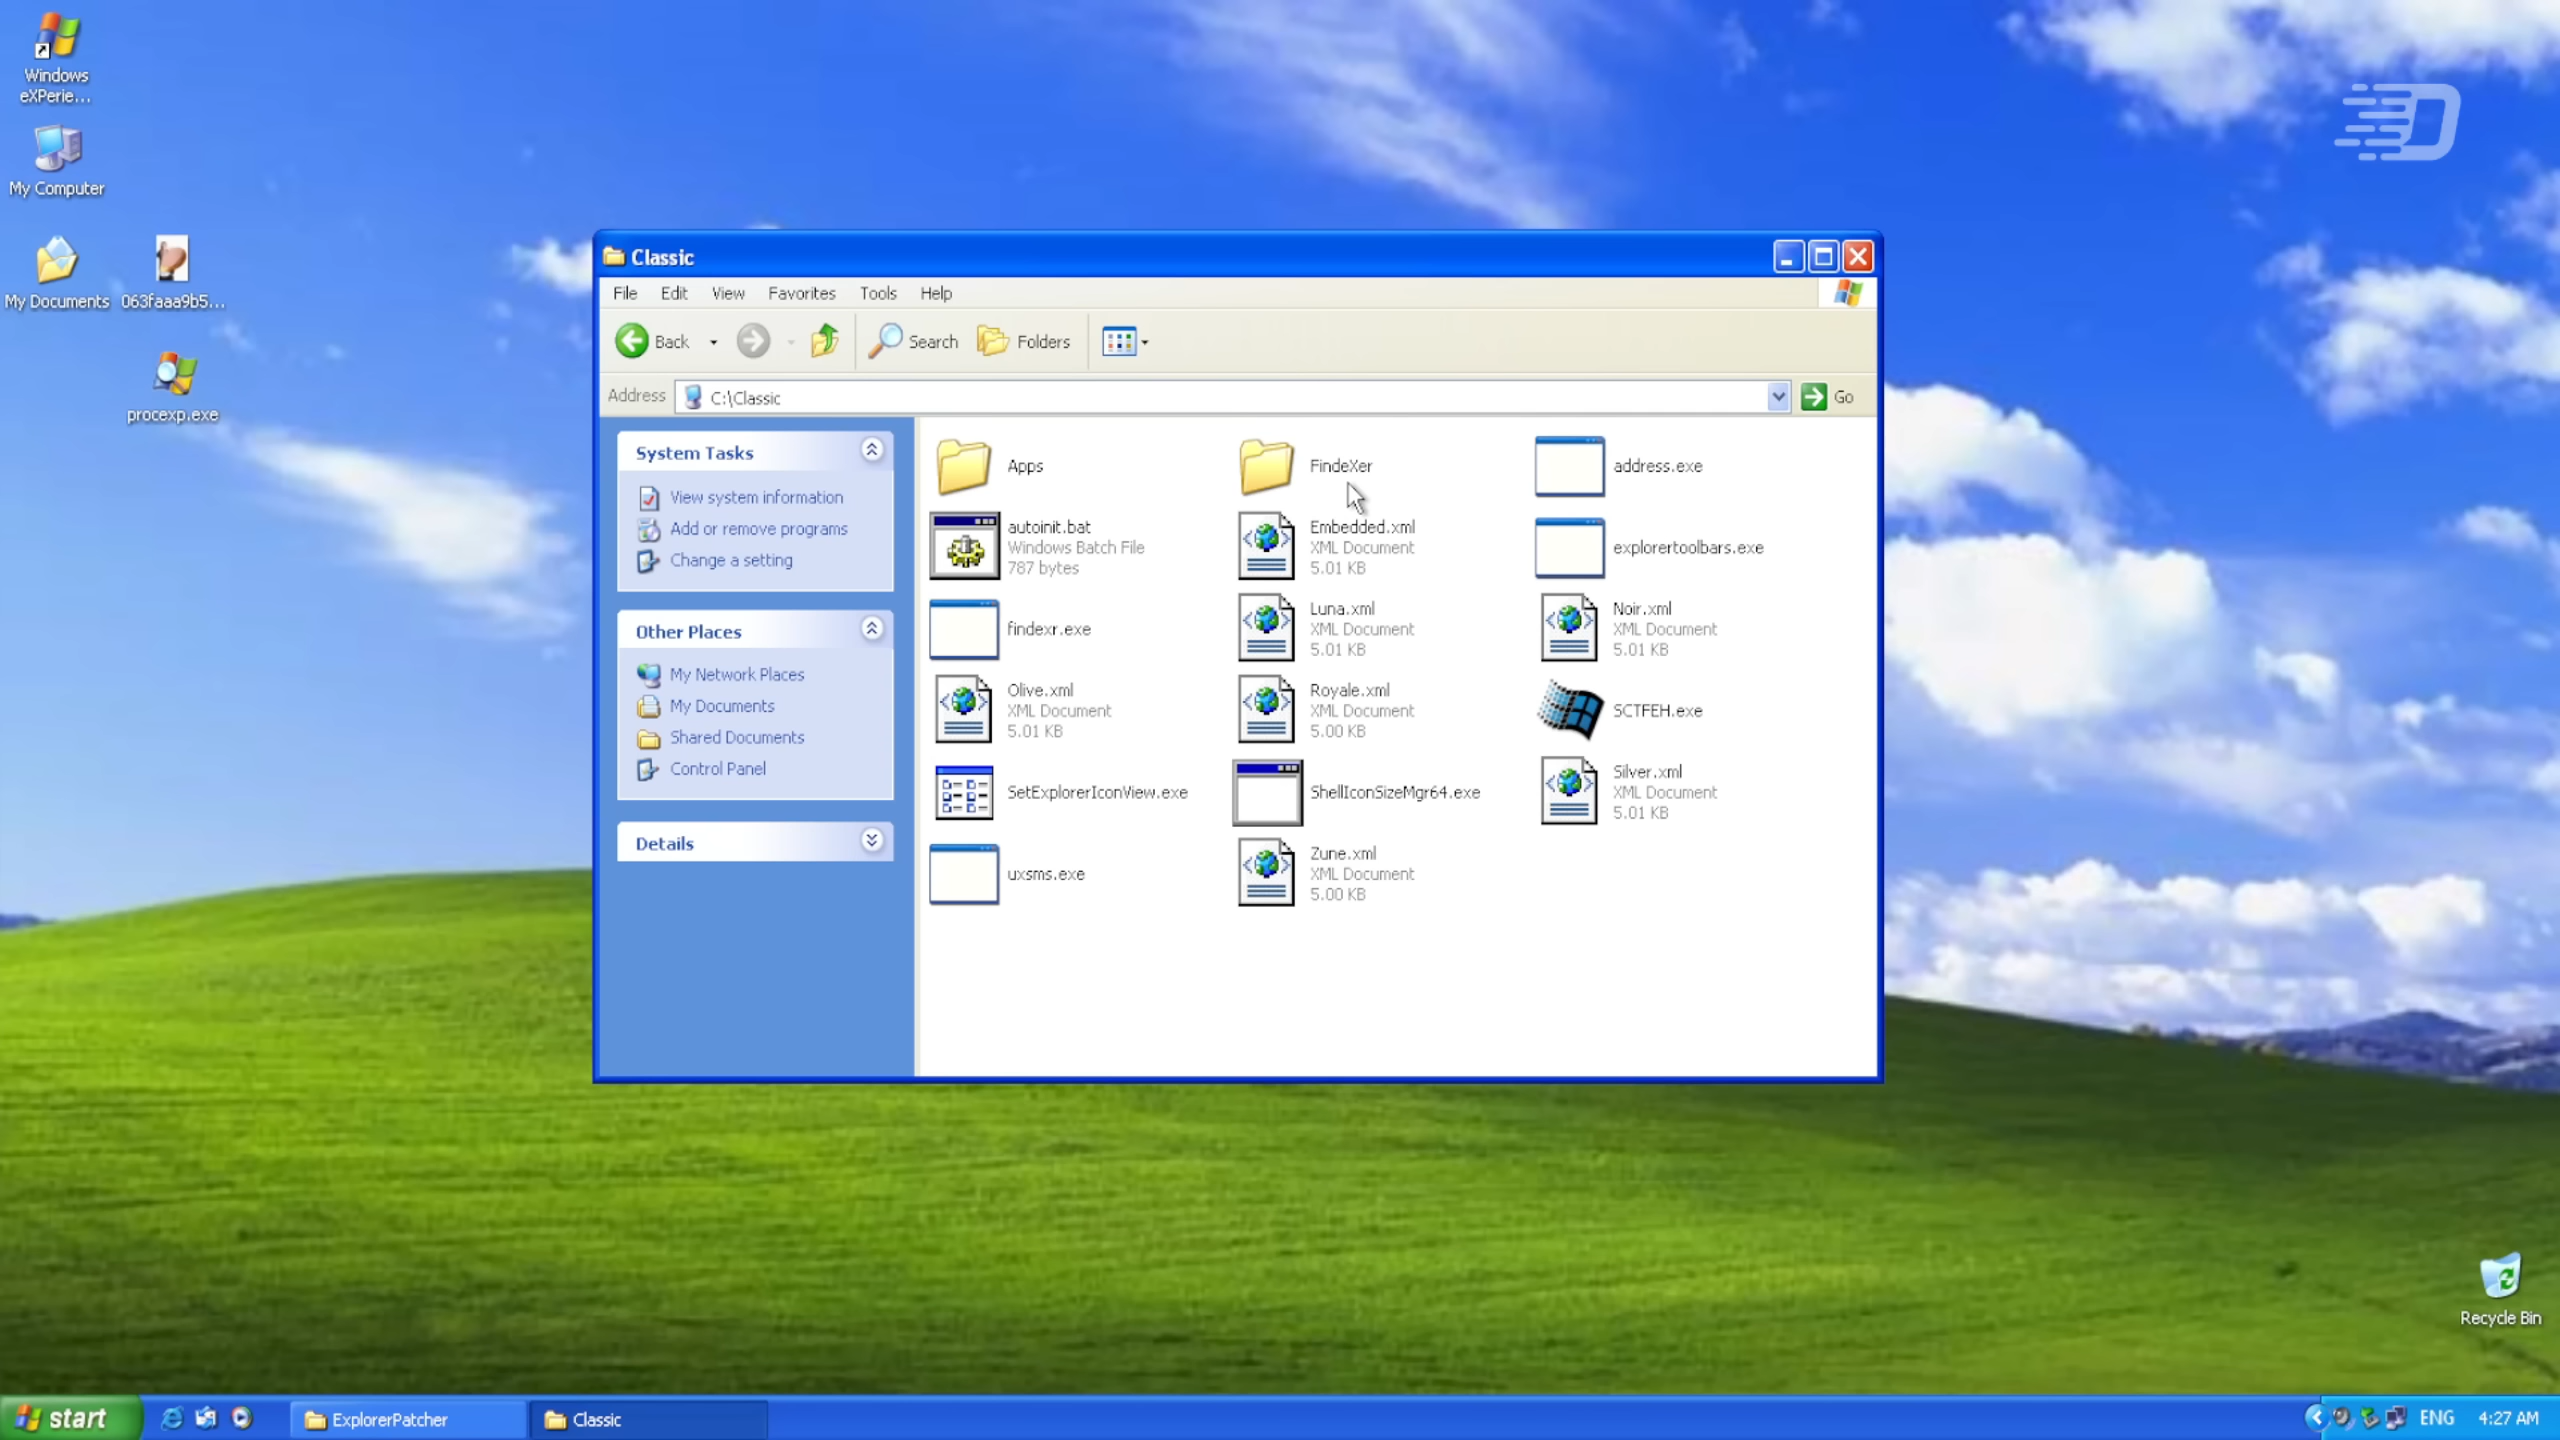 Windows
eXPerie...
My Computer
My Documents
063faaa9b5...
procexp.exe
Classic
File Edit View Favorites Tools Help
Back Search Folders
Address C:\Classic Go
System Tasks
View system information
Add or remove programs
Change a setting
Other Places
My Network Places
My Documents
Shared Documents
Control Panel
Details
Apps
FindeXer
address.exe
autoinit.bat
Windows Batch File
787 bytes
Embedded.xml
XML Document
5.01 KB
explorertoolbars.exe
findexr.exe
Luna.xml
XML Document
5.01 KB
Noir.xml
XML Document
5.01 KB
Olive.xml
XML Document
5.01 KB
Royale.xml
XML Document
5.00 KB
SCTFEH.exe
SetExplorerIconView.exe
ShellIconSizeMgr64.exe
Silver.xml
XML Document
5.01 KB
uxsms.exe
Zune.xml
XML Document
5.00 KB
Recycle Bin
start ExplorerPatcher Classic ENG 4:27 AM